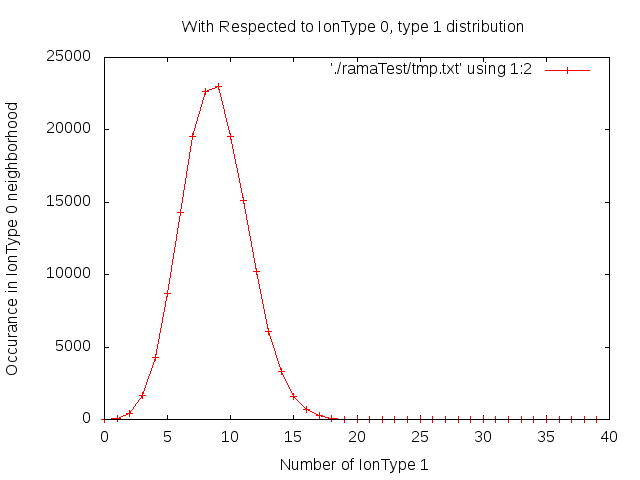 With Respected to IonType 0, type 1 distribution
'./ramaTest/tmp.txt' using 1:2
Occurance in IonType 0 neighborhood
25000
20000
15000
10000
5000
0
0 5 10 15 20 25 30 35 40
Number of IonType 1